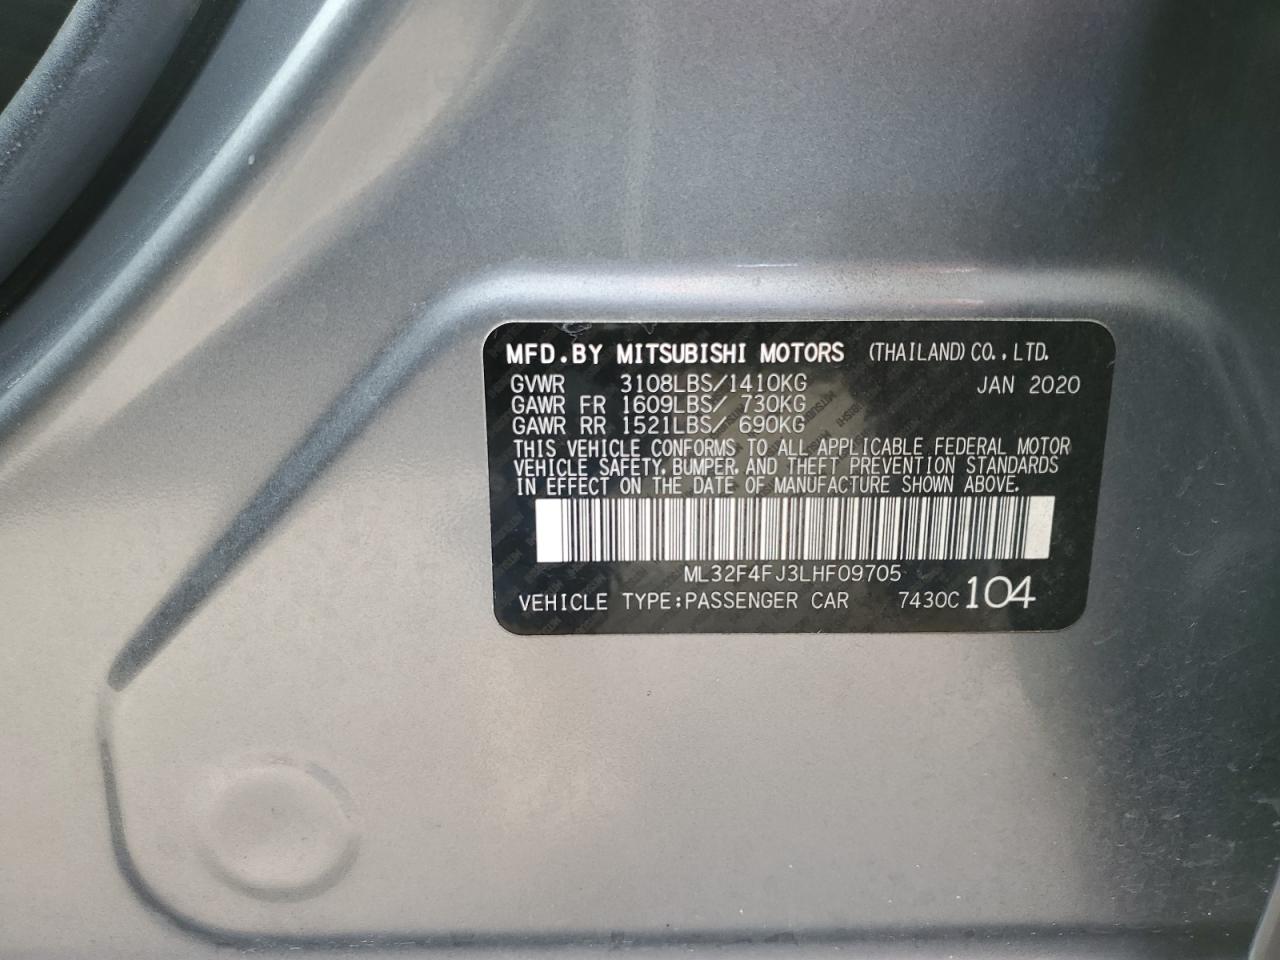 MFD.BY MITSUBISHI MOTORS (THAILAND) CO., LTD.
GVWR 3108LBS/1410KG JAN 2020
GAWR FR 1609LBS/ 730KG
GAWR RR 1521LBS/ 690KG
THIS VEHICLE CONFORMS TO ALL APPLICABLE FEDERAL MOTOR
VEHICLE SAFETY, BUMPER, AND THEFT PREVENTION STANDARDS
IN EFFECT ON THE DATE OF MANUFACTURE SHOWN ABOVE.
ML32F4FJ3LHF09705
VEHICLE TYPE:PASSENGER CAR 7430C 104